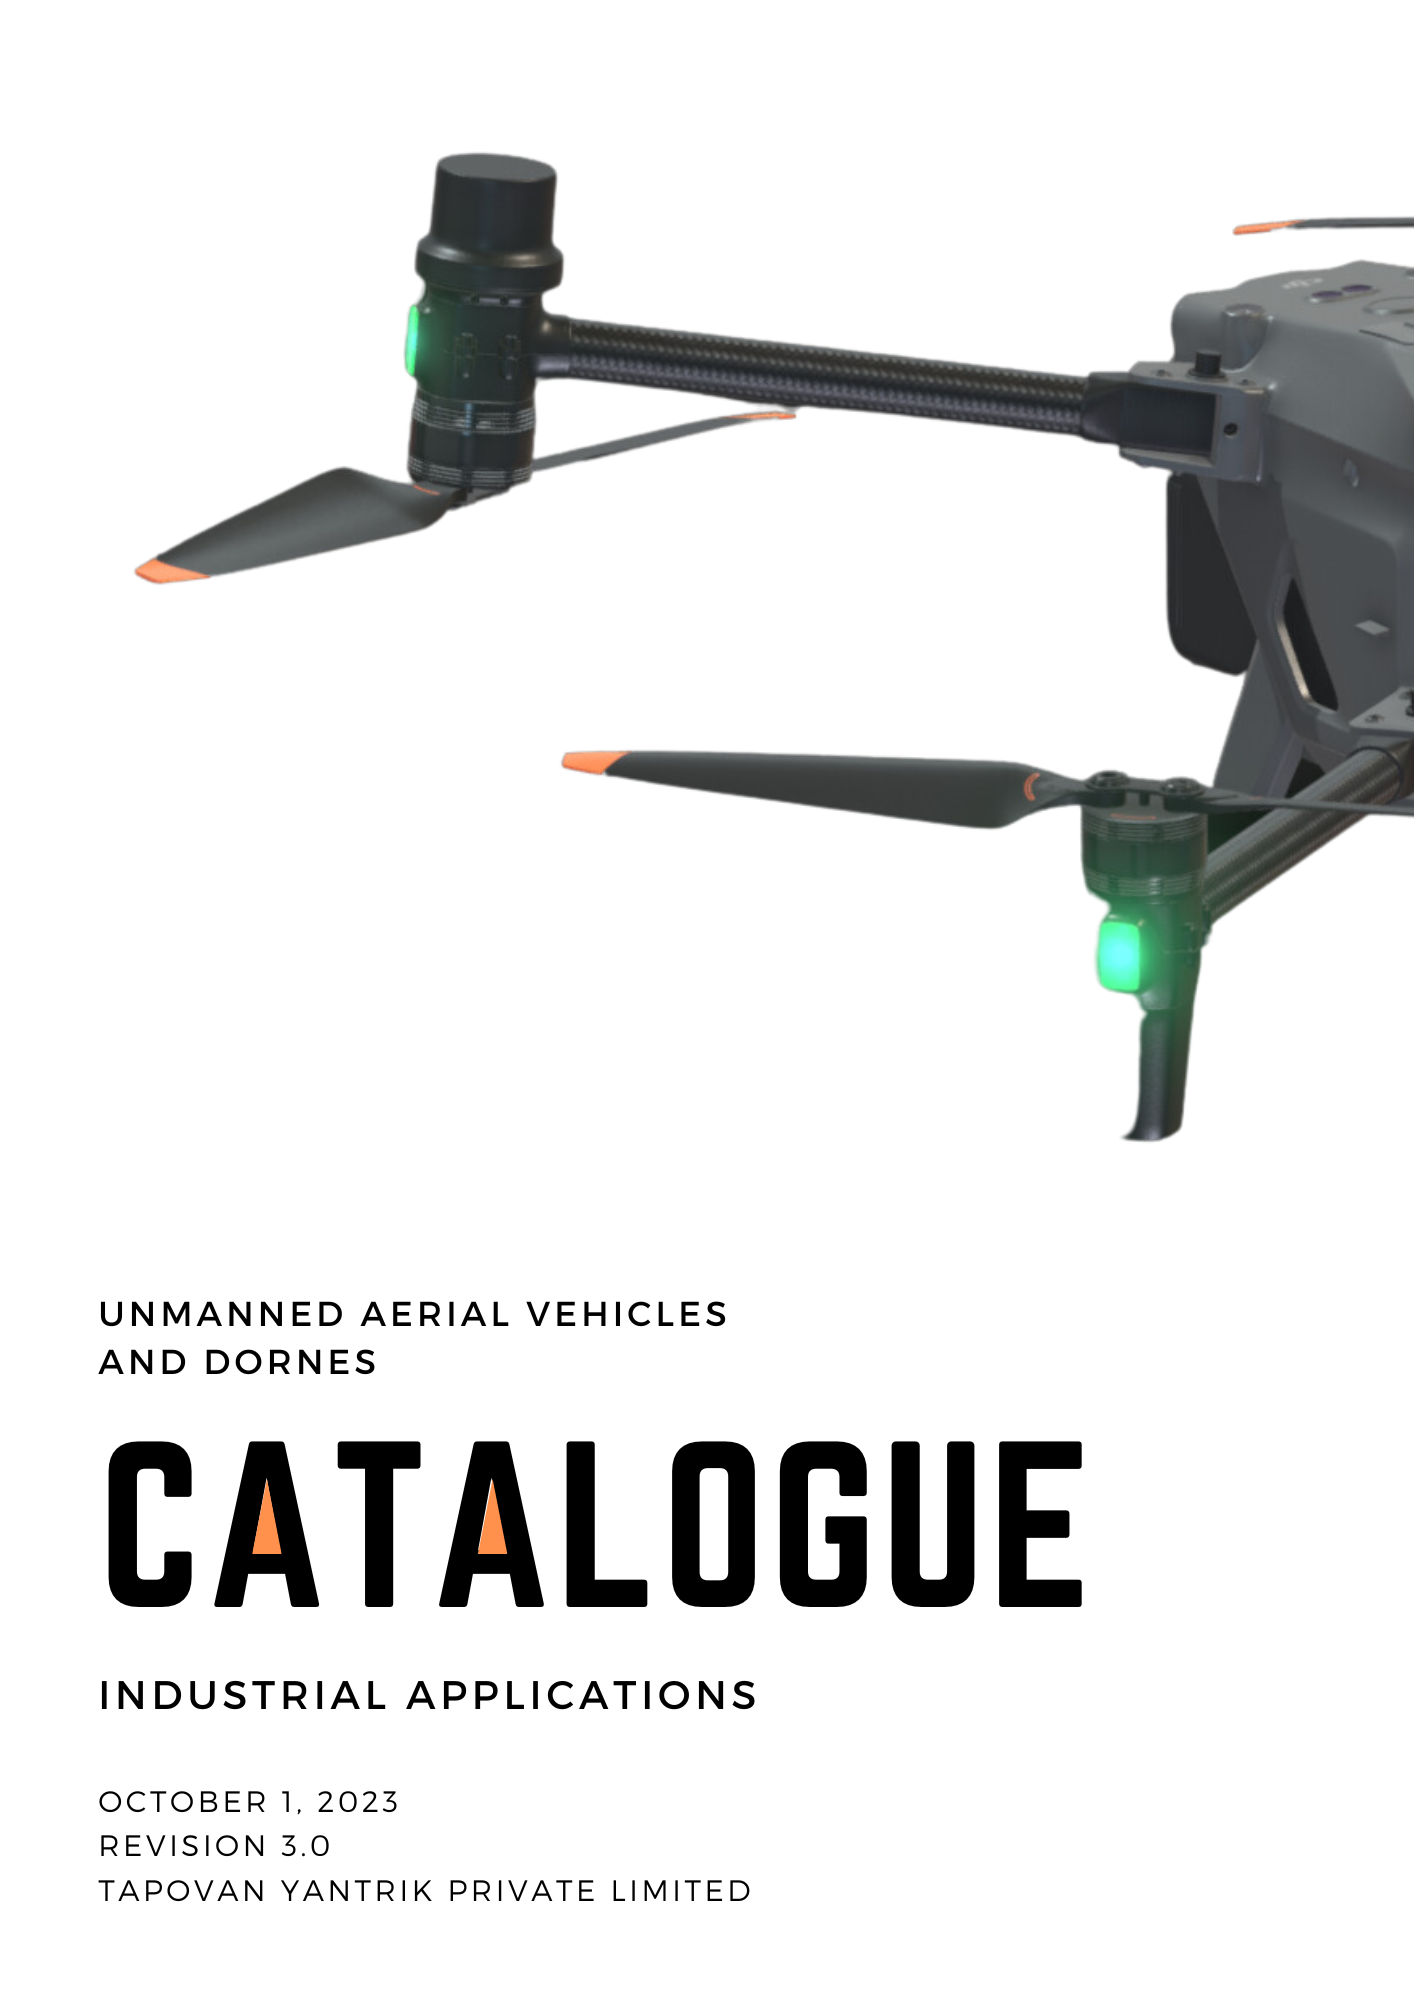 UNMANNED AERIAL VEHICLES
AND DORNES
CATALOGUE
INDUSTRIAL APPLICATIONS
OCTOBER 1, 2023
REVISION 3.0
TAPOVAN YANTRIK PRIVATE LIMITED